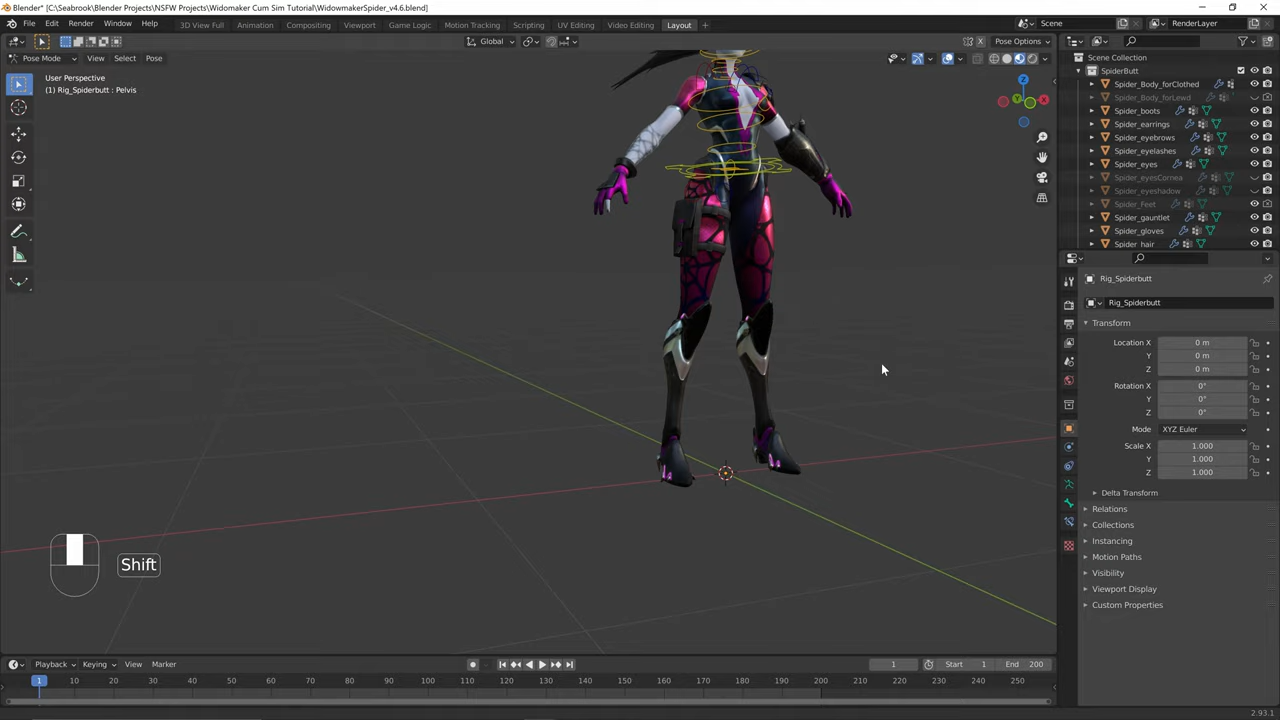 Blender* [C:\Seabrook\Blender Projects\NSFW Projects\Widomaker Cum Sim Tutorial\WidowmakerSpider_v4.6.blend]
File Edit Render Window Help 3D View Full Animation Compositing Scripting Game Logic Motion Tracking Shading UV Editing Video Editing Layout Scene RenderLayer
Global Pose Options
Pose Mode View Select Pose
User Perspective
(1) Rig_Spiderbutt : Pelvis
Scene Collection
SpiderButt
Spider_Body_forClothed
Spider_Body_forLewd
Spider_boots
Spider_earrings
Spider_eyebrows
Spider_eyelashes
Spider_eyes
Spider_eyesCornea
Spider_eyeshadow
Spider_Feet
Spider_gauntlet
Spider_gloves
Spider_hair
Rig_Spiderbutt
Rig_Spiderbutt
Transform
Location X 0 m
Y 0 m
Z 0 m
Rotation X 0°
Y 0°
Z 0°
Mode XYZ Euler
Scale X 1.000
Y 1.000
Z 1.000
Delta Transform
Relations
Collections
Instancing
Motion Paths
Visibility
Viewport Display
Custom Properties
Shift
Playback Keying View Marker 1 Start 1 End 200
1 10 20 30 40 50 60 70 80 90 100 110 120 130 140 150 160 170 180 190 200 210 220 230 240 250
2.93.1
X
Y
Z